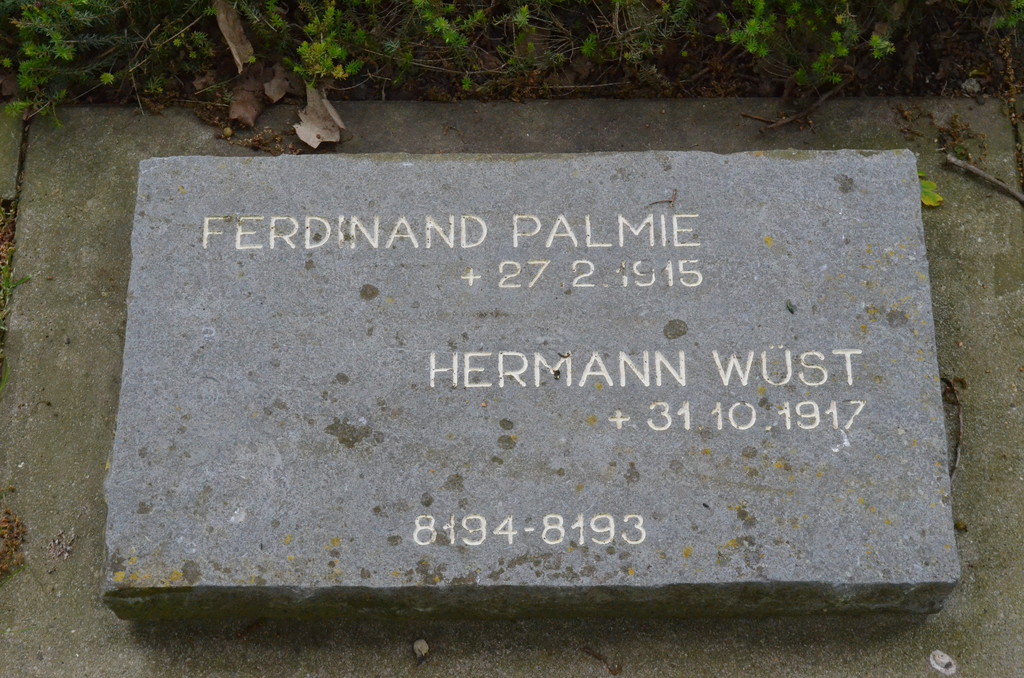 FERDINAND PALMIE
+ 27.2.1915
HERMANN WÜST
+ 31.10.1917
8194-8193